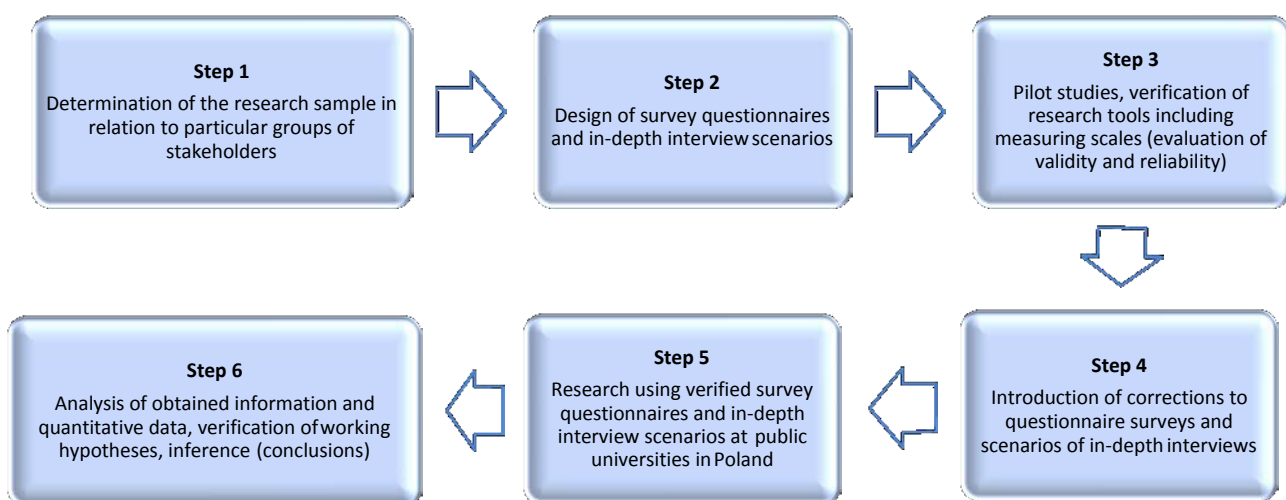 Step 1
Determination of the research sample in
relation to particular groups of
stakeholders
Step 2
Design of survey questionnaires
and in-depth interview scenarios
Step 3
Pilot studies, verification of
research tools including
measuring scales (evaluation of
validity and reliability)
Step 4
Introduction of corrections to
questionnaire surveys and
scenarios of in-depth interviews
Step 5
Research using verified survey
questionnaires and in-depth
interview scenarios at public
universities in Poland
Step 6
Analysis of obtained information and
quantitative data, verification of working
hypotheses, inference (conclusions)